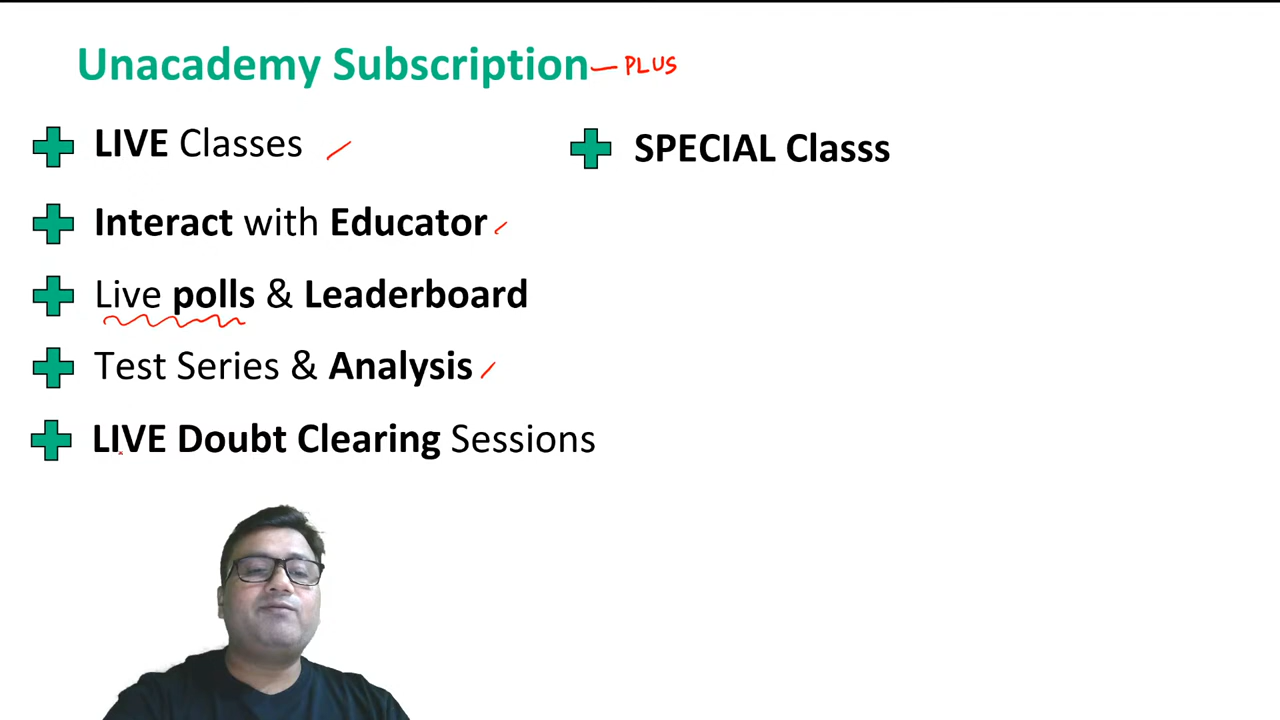 Unacademy Subscription – PLUS
LIVE Classes
Interact with Educator
Live polls & Leaderboard
Test Series & Analysis
LIVE Doubt Clearing Sessions
SPECIAL Classs